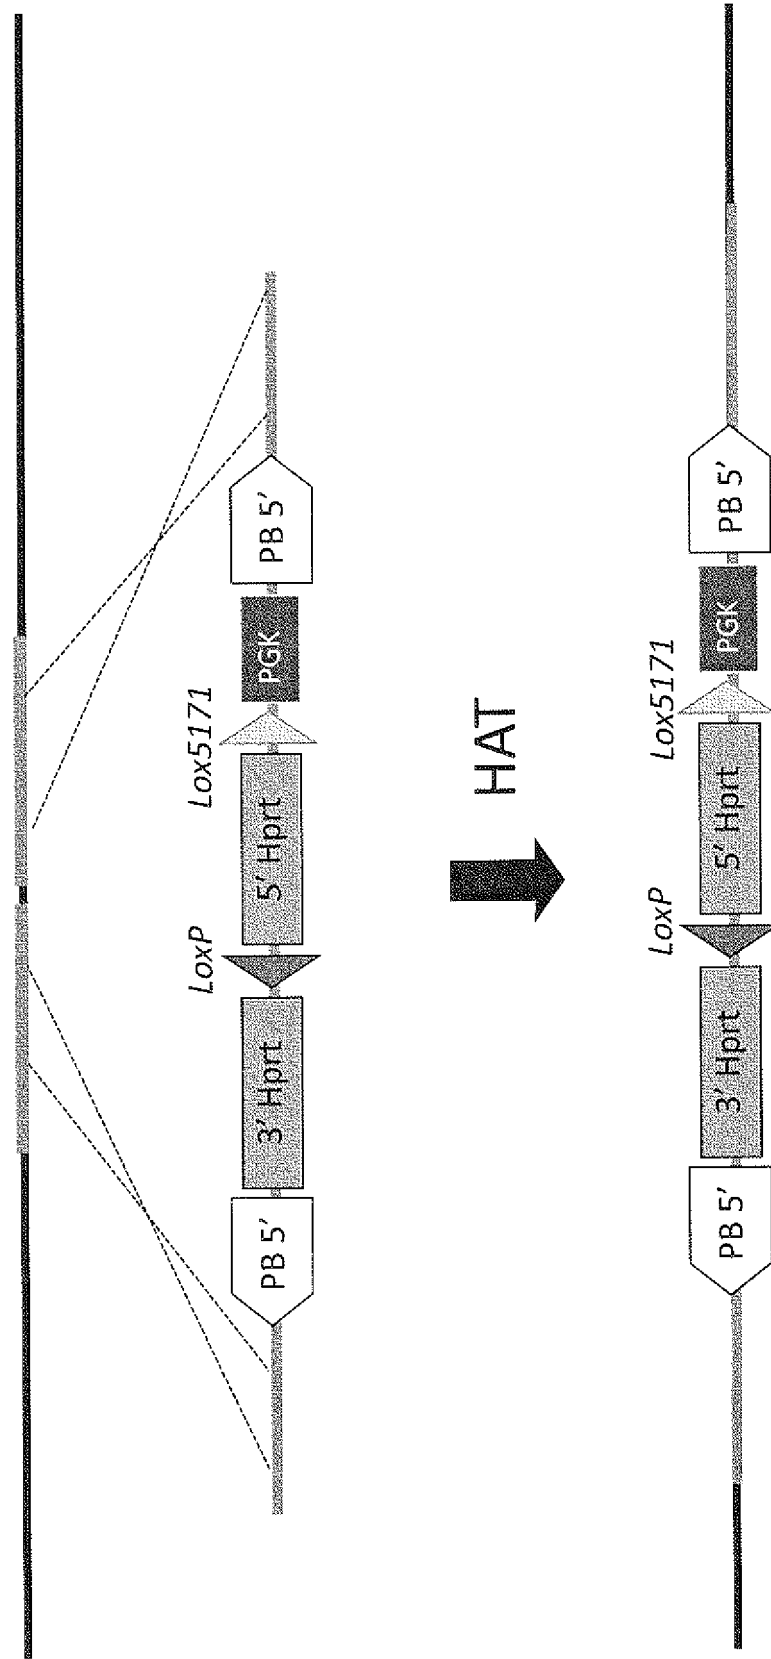 LoxP
Lox5171
PB 5'
3' Hprt
5' Hprt
PGK
PB 5'
HAT
LoxP
Lox5171
PB 5'
3' Hprt
5' Hprt
PGK
PB 5'